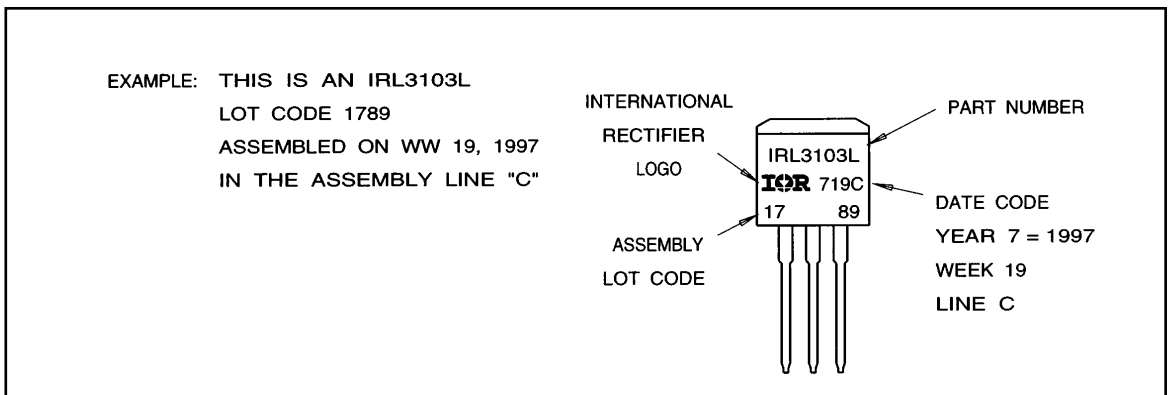 EXAMPLE: THIS IS AN IRL3103L
LOT CODE 1789
ASSEMBLED ON WW 19, 1997
IN THE ASSEMBLY LINE "C"
INTERNATIONAL
RECTIFIER
LOGO
PART NUMBER
IRL3103L
IOR 719C
17 89
ASSEMBLY
LOT CODE
DATE CODE
YEAR 7 = 1997
WEEK 19
LINE C